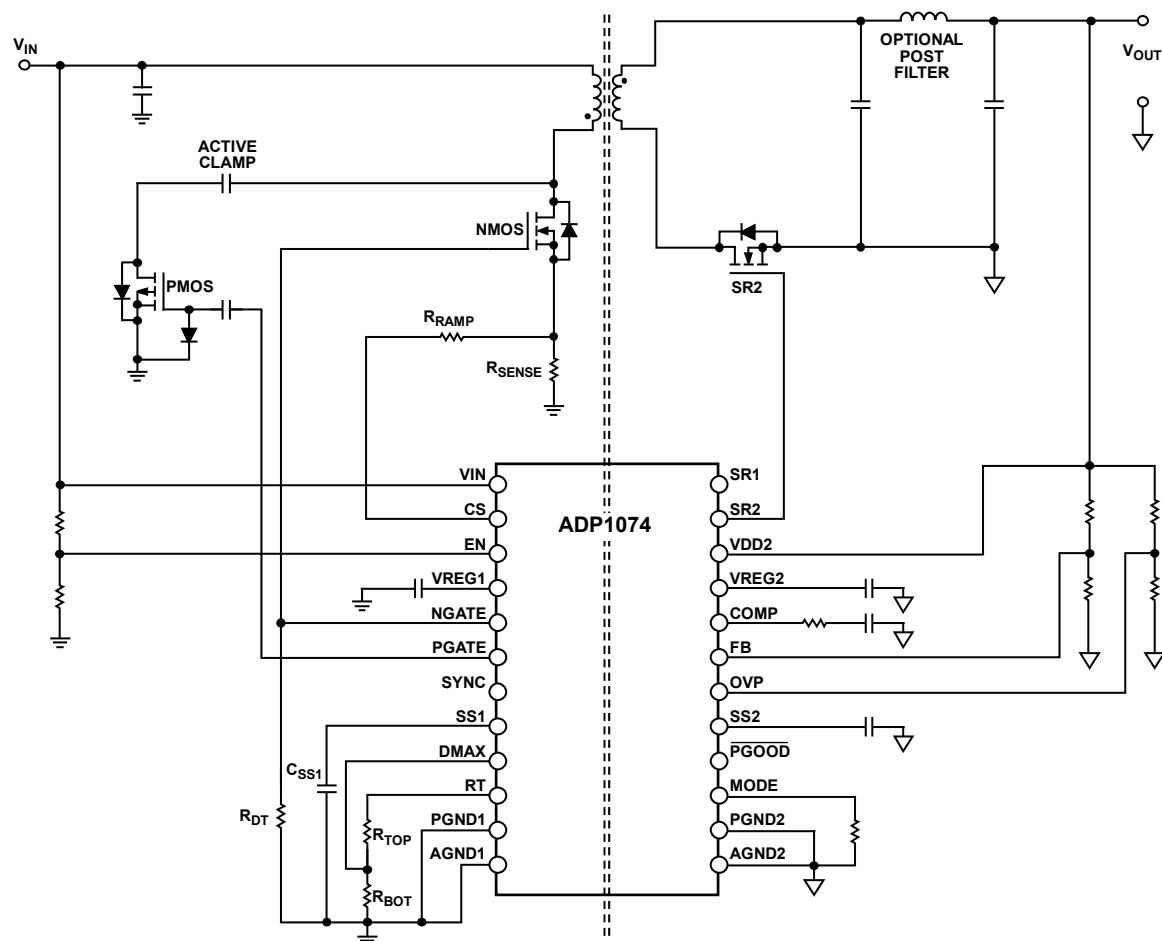 VIN
OPTIONAL
POST
FILTER
VOUT
ACTIVE
CLAMP
NMOS
PMOS
SR2
RRAMP
RSENSE
ADP1074
VIN
CS
EN
VREG1
NGATE
PGATE
SYNC
SS1
DMAX
RT
PGND1
AGND1
SR1
SR2
VDD2
VREG2
COMP
FB
OVP
SS2
PGOOD
MODE
PGND2
AGND2
CSS1
RDT
RTOP
RBOT